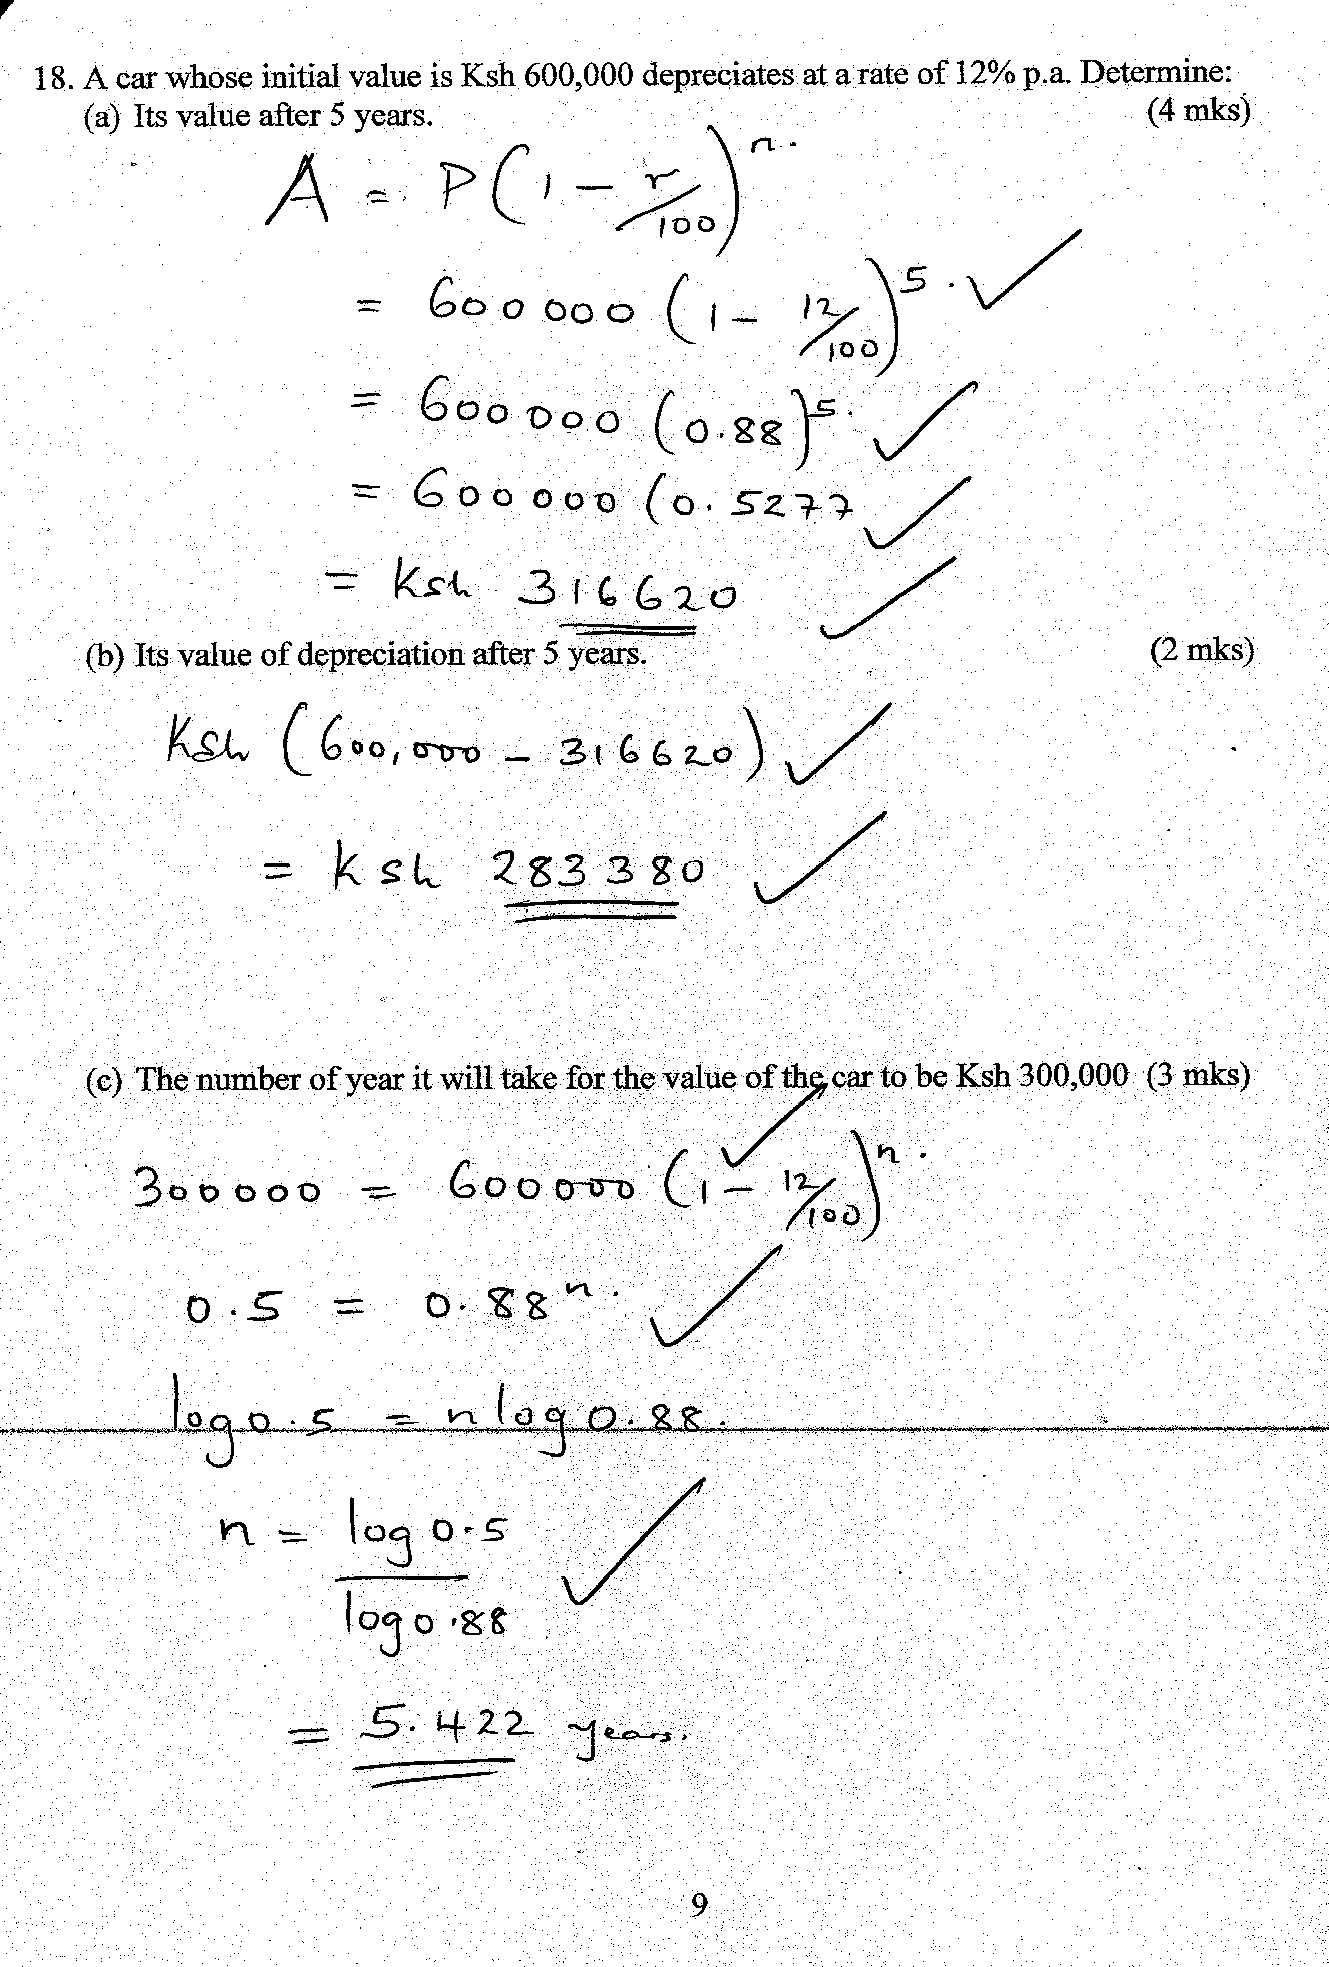 18. A car whose initial value is Ksh 600,000 depreciates at a rate of 12% p.a. Determine:
(a) Its value after 5 years. (4 mks)
A = P(1 - r/100)^n.
= 600 000 (1 - 12/100)^5. ✓
= 600 000 (0.88)^5. ✓
= 600 000 (0.5277 ✓
= Ksh 316620 ✓
(b) Its value of depreciation after 5 years. (2 mks)
Ksh (600,000 - 316620) ✓
= Ksh 283380 ✓
(c) The number of year it will take for the value of the car to be Ksh 300,000 (3 mks)
300000 = 600000 (1 - 12/100)^n. ✓
0.5 = 0.88^n. ✓
log 0.5 = n log 0.88.
n = log 0.5 ✓
log 0.88
= 5.422 years.
9